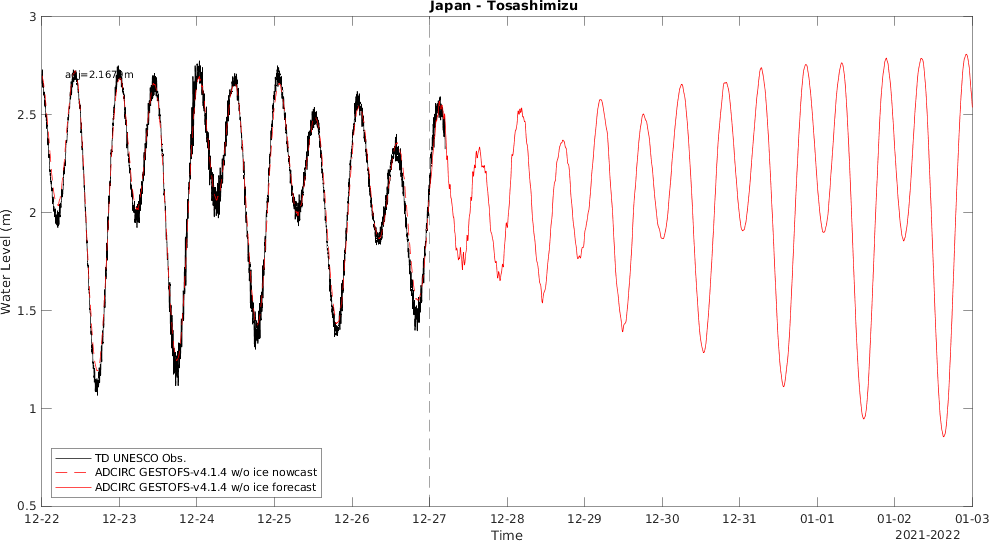 Japan - Tosashimizu
3
2.5
2
1.5
1
0.5
Water Level (m)
TD UNESCO Obs.
ADCIRC GESTOFS-v4.1.4 w/o ice nowcast
ADCIRC GESTOFS-v4.1.4 w/o ice forecast
12-22 12-23 12-24 12-25 12-26 12-27 12-28 12-29 12-30 12-31 01-01 01-02 01-03
Time
2021-2022